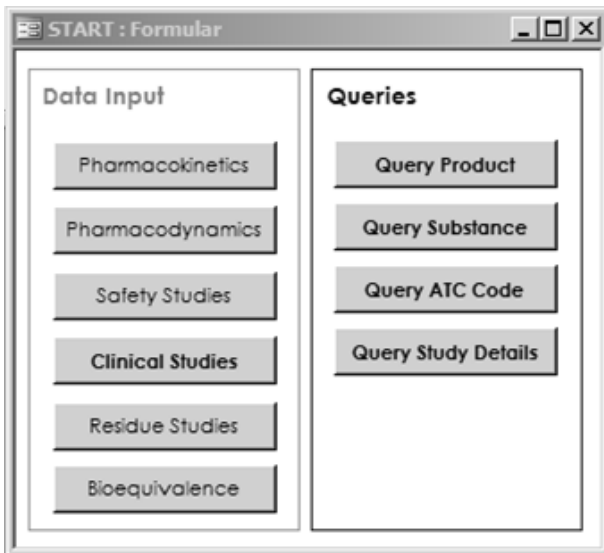 START : Formular
Data Input
Pharmacokinetics
Pharmacodynamics
Safety Studies
Clinical Studies
Residue Studies
Bioequivalence
Queries
Query Product
Query Substance
Query ATC Code
Query Study Details